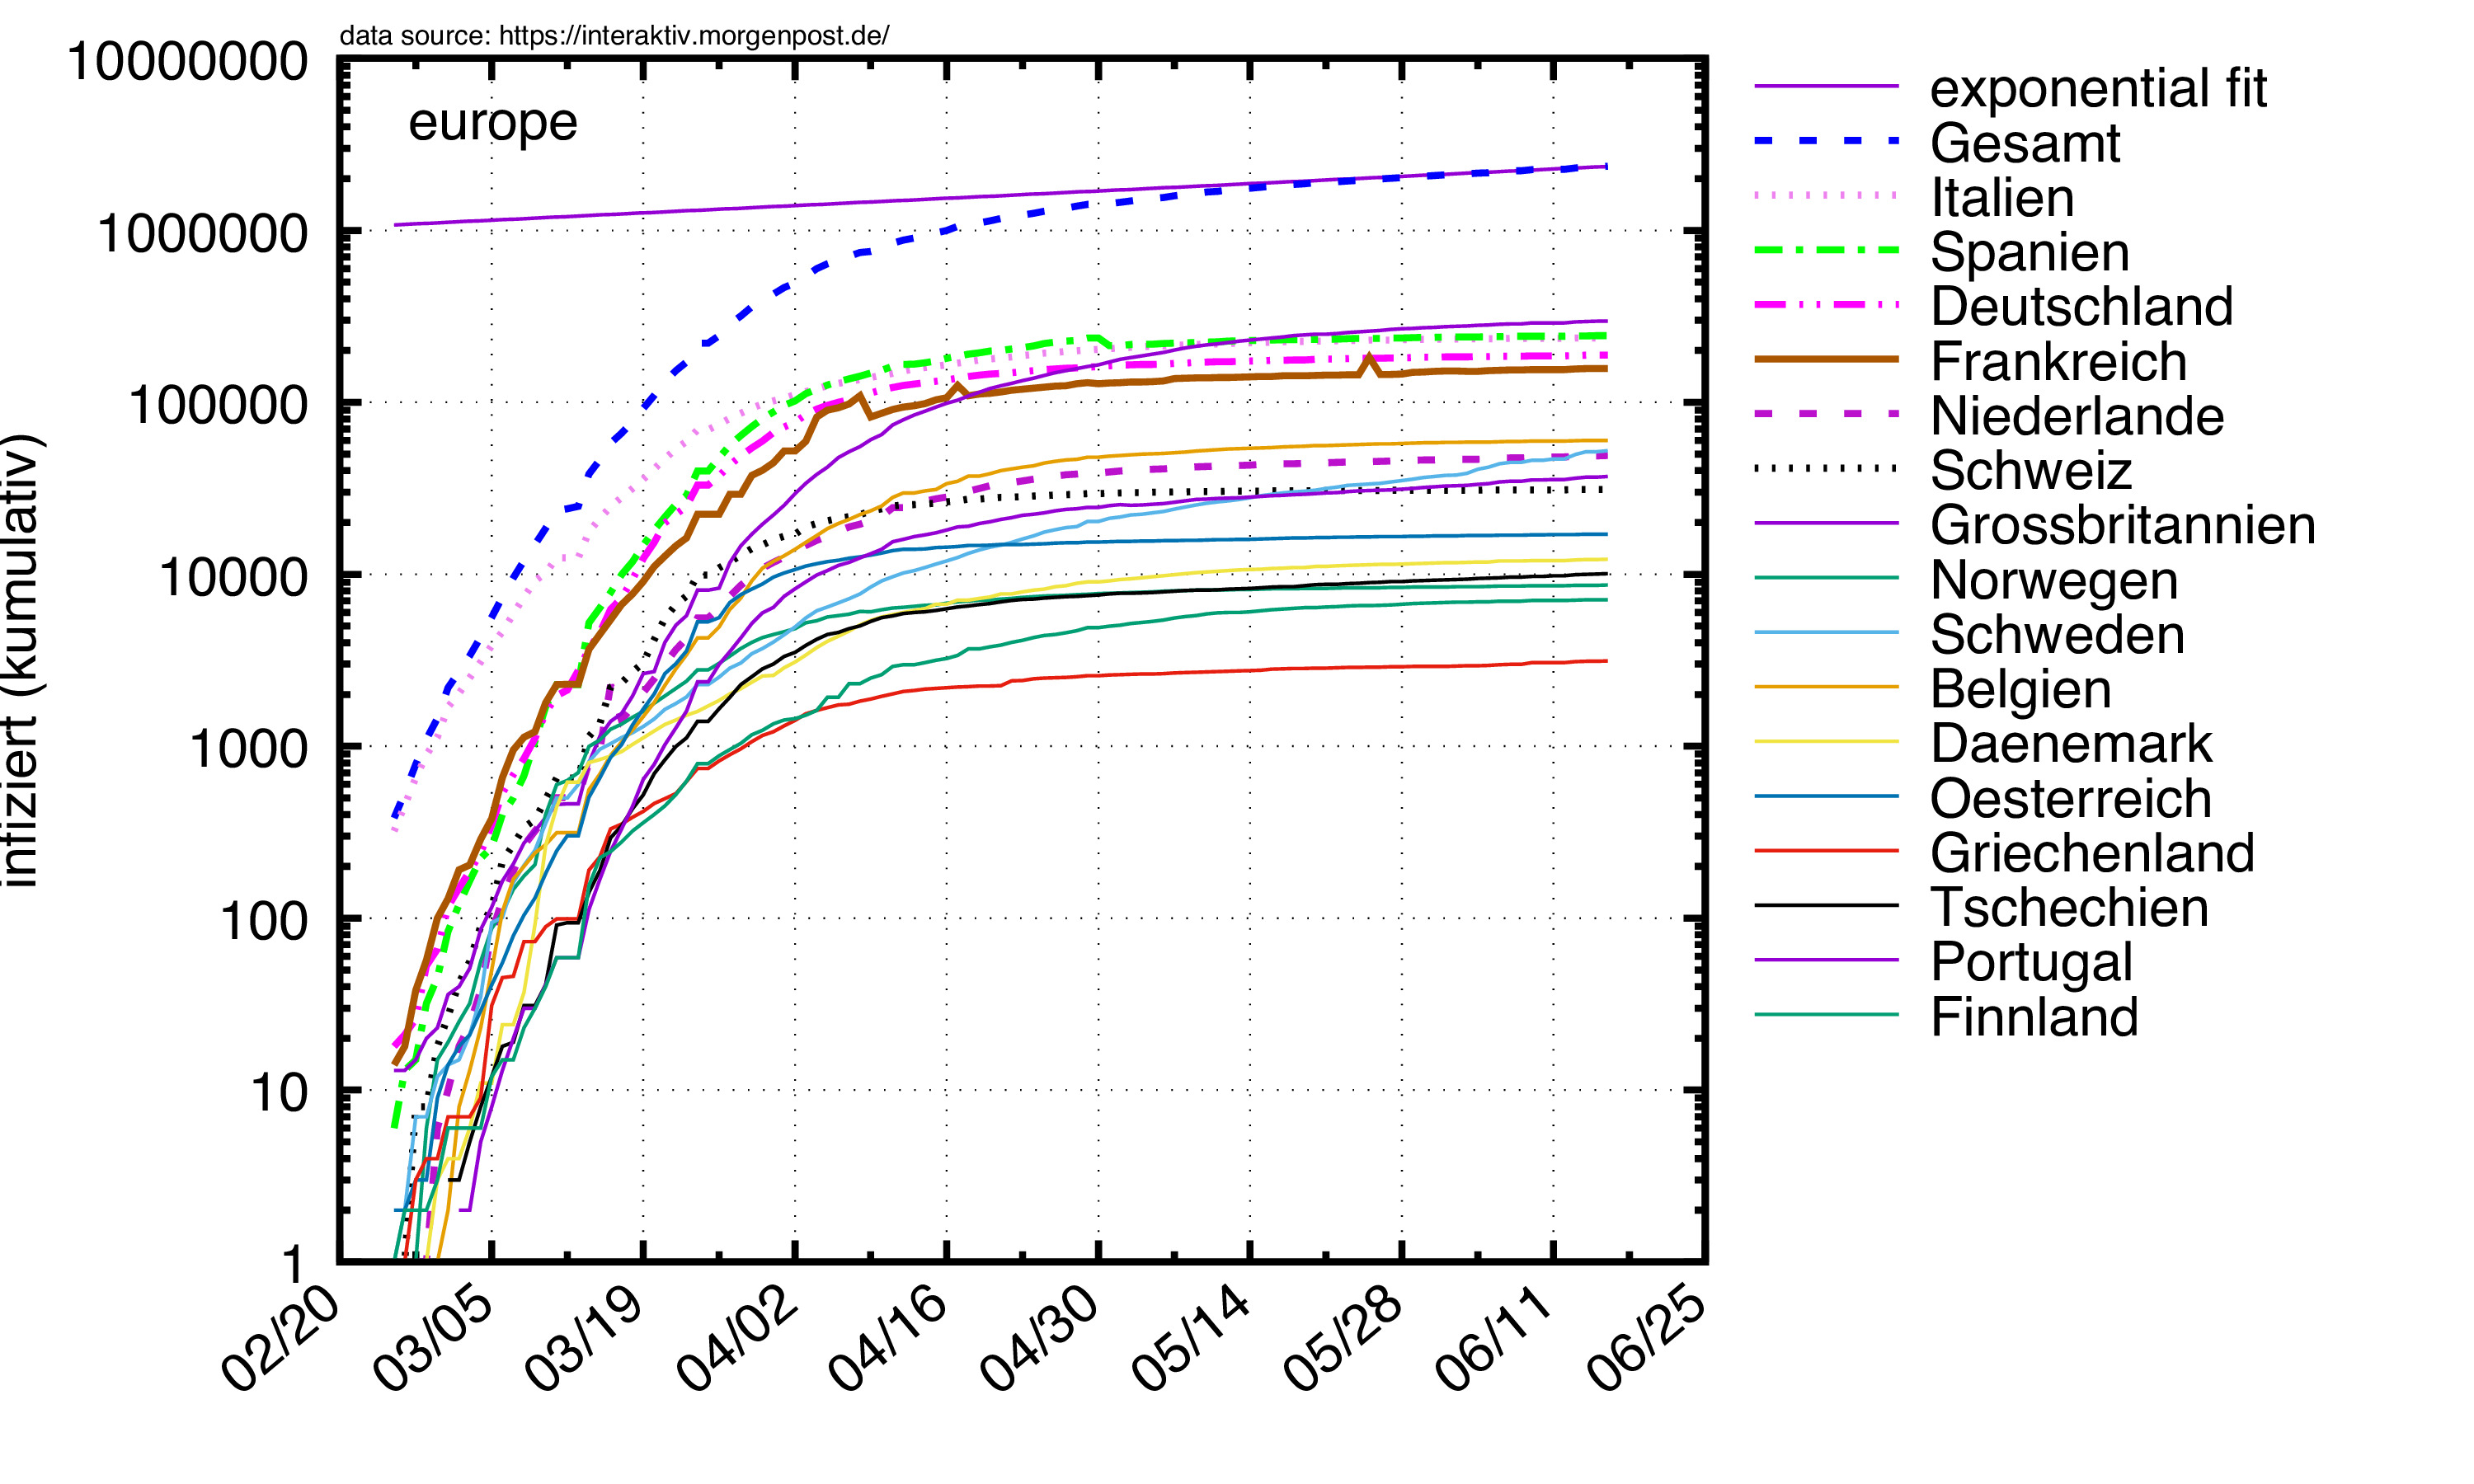 data source: https://interaktiv.morgenpost.de/
europe
infiziert (kumulativ)
10000000
1000000
100000
10000
1000
100
10
1
02/20
03/05
03/19
04/02
04/16
04/30
05/14
05/28
06/11
06/25
exponential fit
Gesamt
Italien
Spanien
Deutschland
Frankreich
Niederlande
Schweiz
Grossbritannien
Norwegen
Schweden
Belgien
Daenemark
Oesterreich
Griechenland
Tschechien
Portugal
Finnland